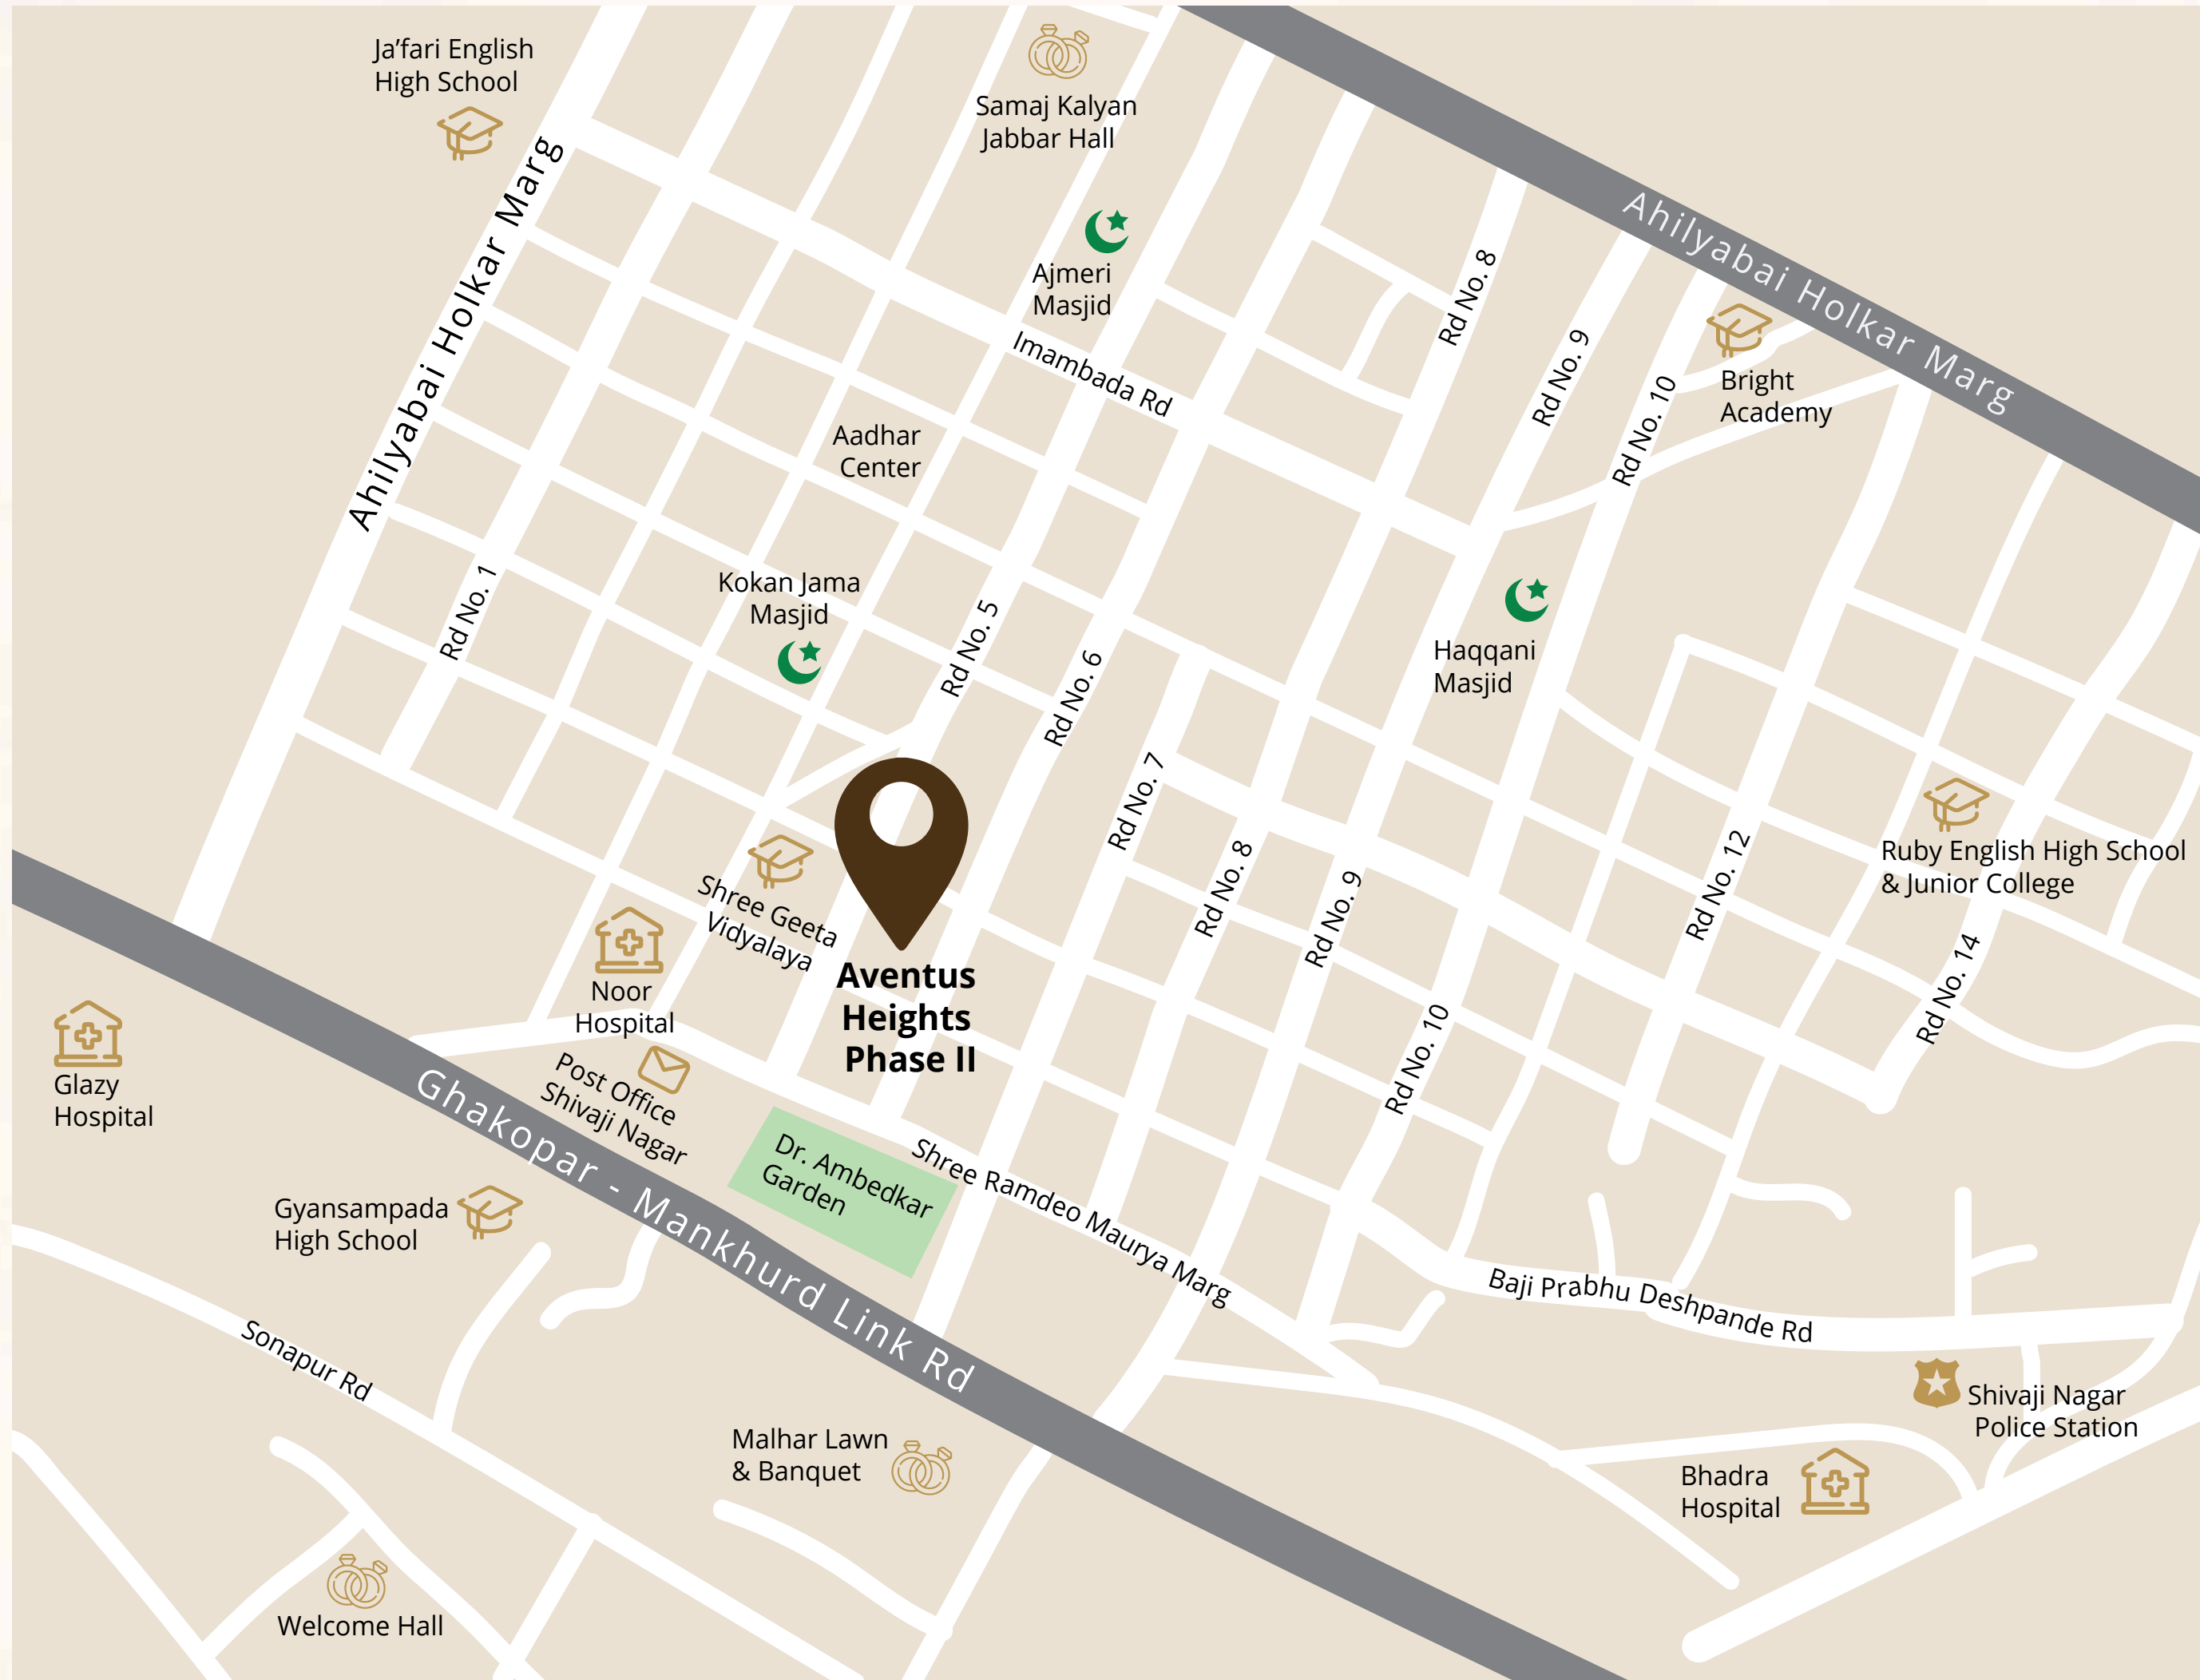 Ja'fari English
High School
Samaj Kalyan
Jabbar Hall
Ahilyabai Holkar Marg
Ahilyabai Holkar Marg
Ajmeri
Masjid
Imambada Rd
Rd No. 8
Rd No. 9
Rd No. 10
Bright
Academy
Aadhar
Center
Rd No. 1
Kokan Jama
Masjid
Rd No. 5
Rd No. 6
Haqqani
Masjid
Rd No. 7
Rd No. 8
Rd No. 9
Rd No. 12
Ruby English High School
& Junior College
Shree Geeta
Vidyalaya
Rd No. 14
Noor
Hospital
Aventus
Heights
Phase II
Rd No. 10
Glazy
Hospital
Post Office
Shivaji Nagar
Ghakopar - Mankhurd Link Rd
Dr. Ambedkar
Garden
Shree Ramdeo Maurya Marg
Gyansampada
High School
Baji Prabhu Deshpande Rd
Sonapur Rd
Shivaji Nagar
Police Station
Malhar Lawn
& Banquet
Bhadra
Hospital
Welcome Hall